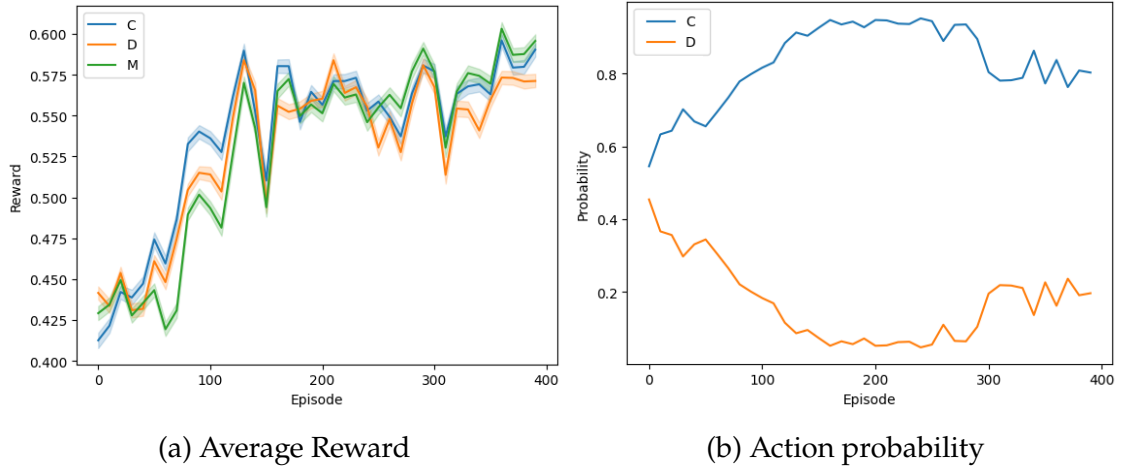 C
D
M
0.600
0.575
0.550
0.525
0.500
0.475
0.450
0.425
0.400
Reward
0
100
200
300
400
Episode
(a) Average Reward
C
D
0.8
0.6
0.4
0.2
Probability
0
100
200
300
400
Episode
(b) Action probability